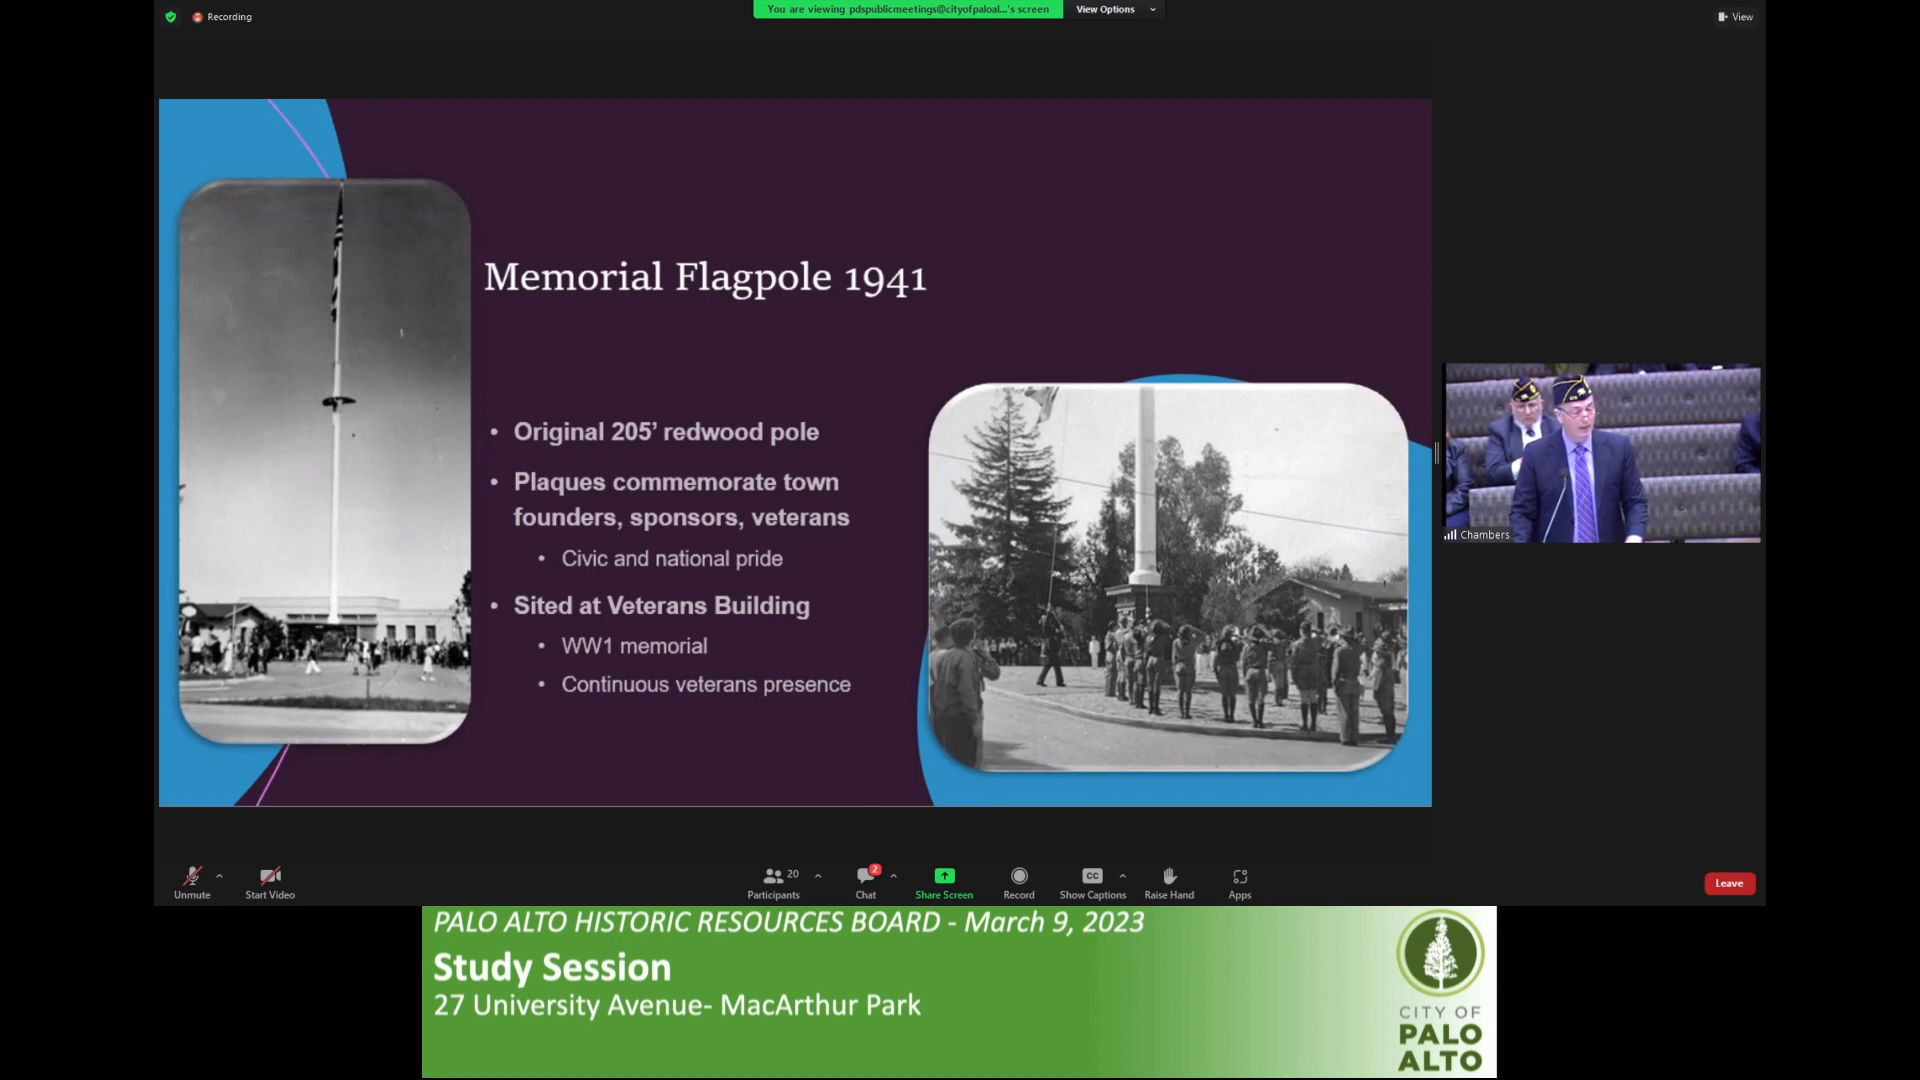 Recording
You are viewing pdspublicmeetings@cityofpaloal...'s screen
View Options
View
Memorial Flagpole 1941
• Original 205’ redwood pole
• Plaques commemorate town
founders, sponsors, veterans
• Civic and national pride
• Sited at Veterans Building
• WW1 memorial
• Continuous veterans presence
Chambers
Unmute
Start Video
20
Participants
2
Chat
Share Screen
Record
CC
Show Captions
Raise Hand
Apps
Leave
PALO ALTO HISTORIC RESOURCES BOARD - March 9, 2023
Study Session
27 University Avenue- MacArthur Park
CITY OF
PALO
ALTO